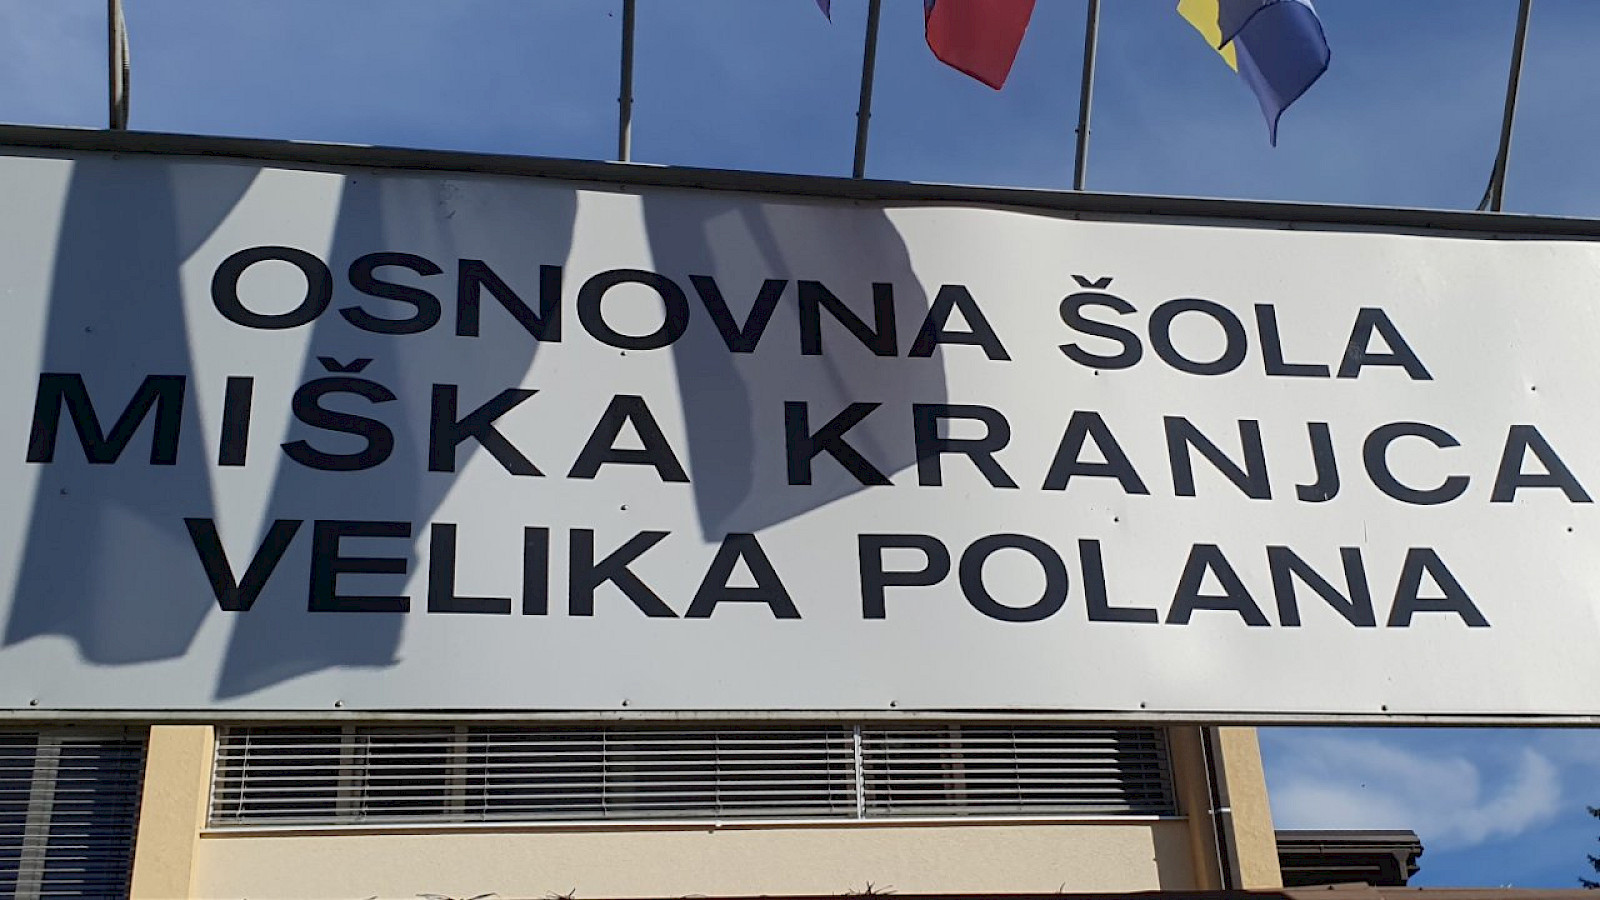 OSNOVNA ŠOLA
MIŠKA KRANJCA
VELIKA POLANA